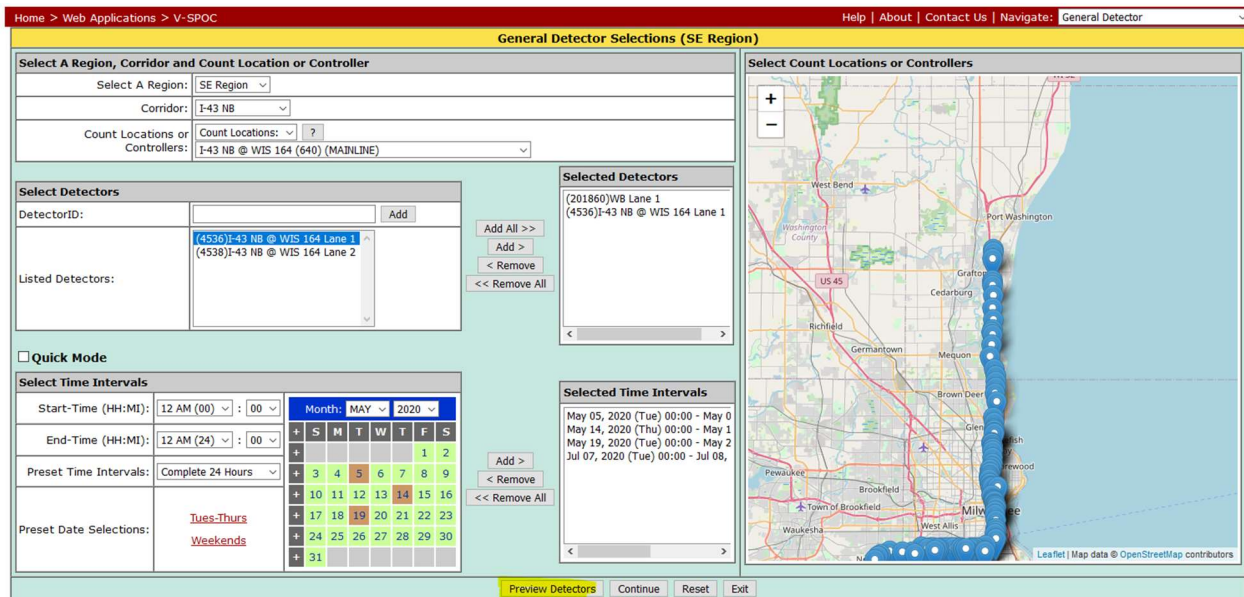 Home > Web Applications > V-SPOC
Help | About | Contact Us | Navigate: General Detector
General Detector Selections (SE Region)
Select A Region, Corridor and Count Location or Controller
Select A Region: SE Region
Corridor: I-43 NB
Count Locations or Controllers: Count Locations: ?
I-43 NB @ WIS 164 (640) (MAINLINE)
Select Detectors
DetectorID: Add
Listed Detectors:
(4536)I-43 NB @ WIS 164 Lane 1
(4538)I-43 NB @ WIS 164 Lane 2
Add All >>
Add >
< Remove
<< Remove All
Selected Detectors
(201860)WB Lane 1
(4536)I-43 NB @ WIS 164 Lane 1
Quick Mode
Select Time Intervals
Start-Time (HH:MI): 12 AM (00) : 00
End-Time (HH:MI): 12 AM (24) : 00
Preset Time Intervals: Complete 24 Hours
Preset Date Selections:
Tues-Thurs
Weekends
Month: MAY 2020
+ S M T W T F S
+ 1 2
+ 3 4 5 6 7 8 9
+ 10 11 12 13 14 15 16
+ 17 18 19 20 21 22 23
+ 24 25 26 27 28 29 30
+ 31
Add >
< Remove
<< Remove All
Selected Time Intervals
May 05, 2020 (Tue) 00:00 - May 0
May 14, 2020 (Thu) 00:00 - May 1
May 19, 2020 (Tue) 00:00 - May 2
Jul 07, 2020 (Tue) 00:00 - Jul 08,
Preview Detectors Continue Reset Exit
Select Count Locations or Controllers
+
−
West Bend
Port Washington
Washington County
Grafton
US 45
Cedarburg
Richfield
Germantown
Mequon
Brown Deer
Glen
Pewaukee
Brookfield
Town of Brookfield
Waukesha
West Allis
Leaflet | Map data © OpenStreetMap contributors